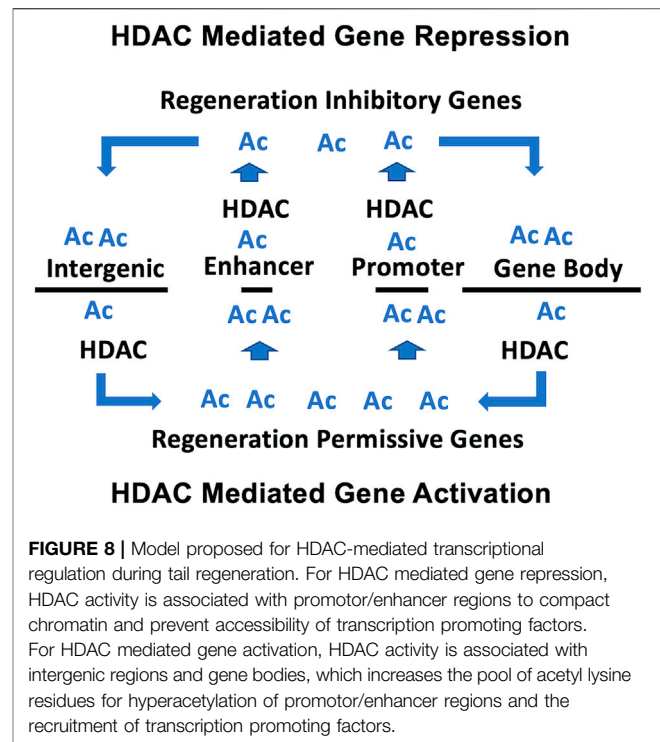 HDAC Mediated Gene Repression
Regeneration Inhibitory Genes
Ac Ac Ac
HDAC HDAC
Ac Ac Ac Ac Ac Ac
Intergenic Enhancer Promoter Gene Body
Ac Ac Ac Ac Ac Ac
HDAC HDAC
Ac Ac Ac Ac Ac
Regeneration Permissive Genes
HDAC Mediated Gene Activation
FIGURE 8 | Model proposed for HDAC-mediated transcriptional
regulation during tail regeneration. For HDAC mediated gene repression,
HDAC activity is associated with promotor/enhancer regions to compact
chromatin and prevent accessibility of transcription promoting factors.
For HDAC mediated gene activation, HDAC activity is associated with
intergenic regions and gene bodies, which increases the pool of acetyl lysine
residues for hyperacetylation of promotor/enhancer regions and the
recruitment of transcription promoting factors.